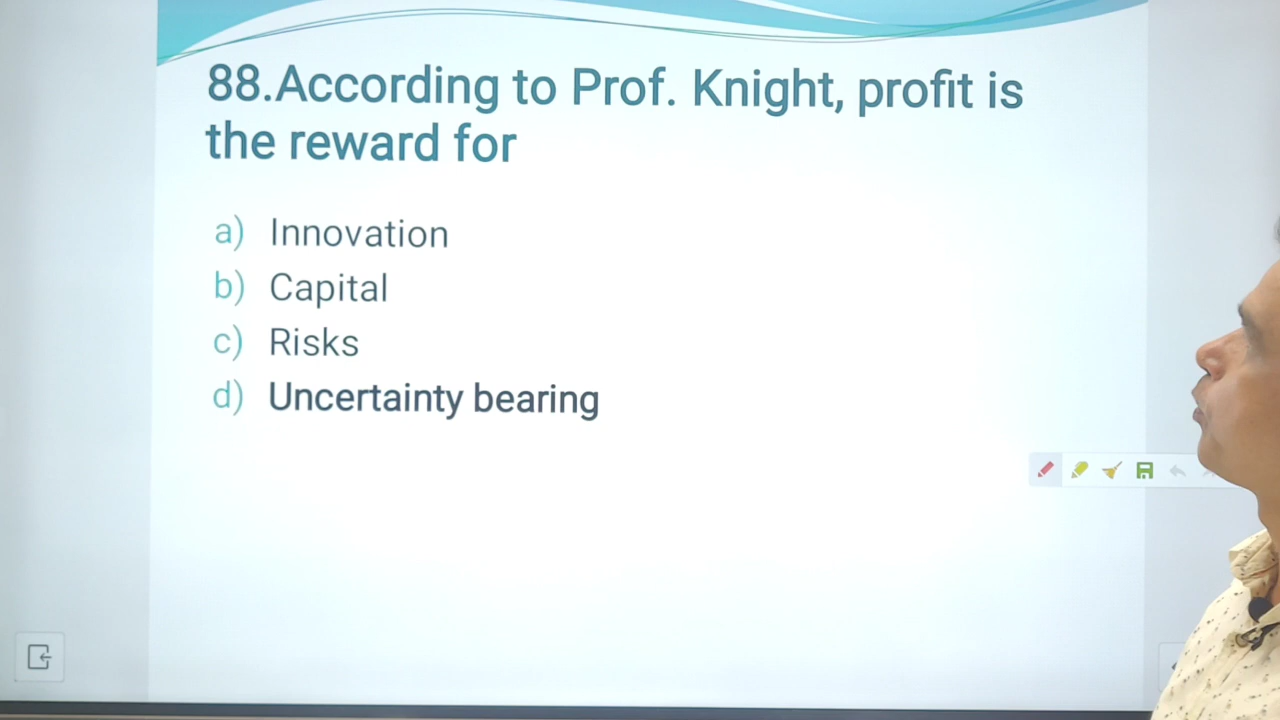 88.According to Prof. Knight, profit is
the reward for
a) Innovation
b) Capital
c) Risks
d) Uncertainty bearing